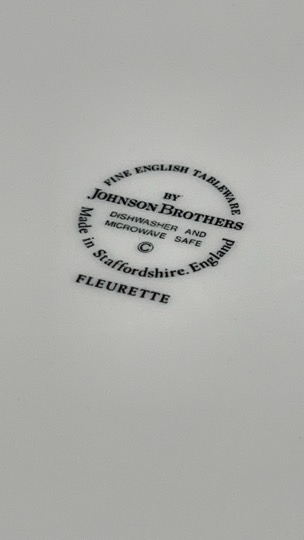 FINE ENGLISH TABLEWARE
BY
JOHNSON BROTHERS
DISHWASHER AND
MICROWAVE SAFE
©
Made in Staffordshire. England
FLEURETTE